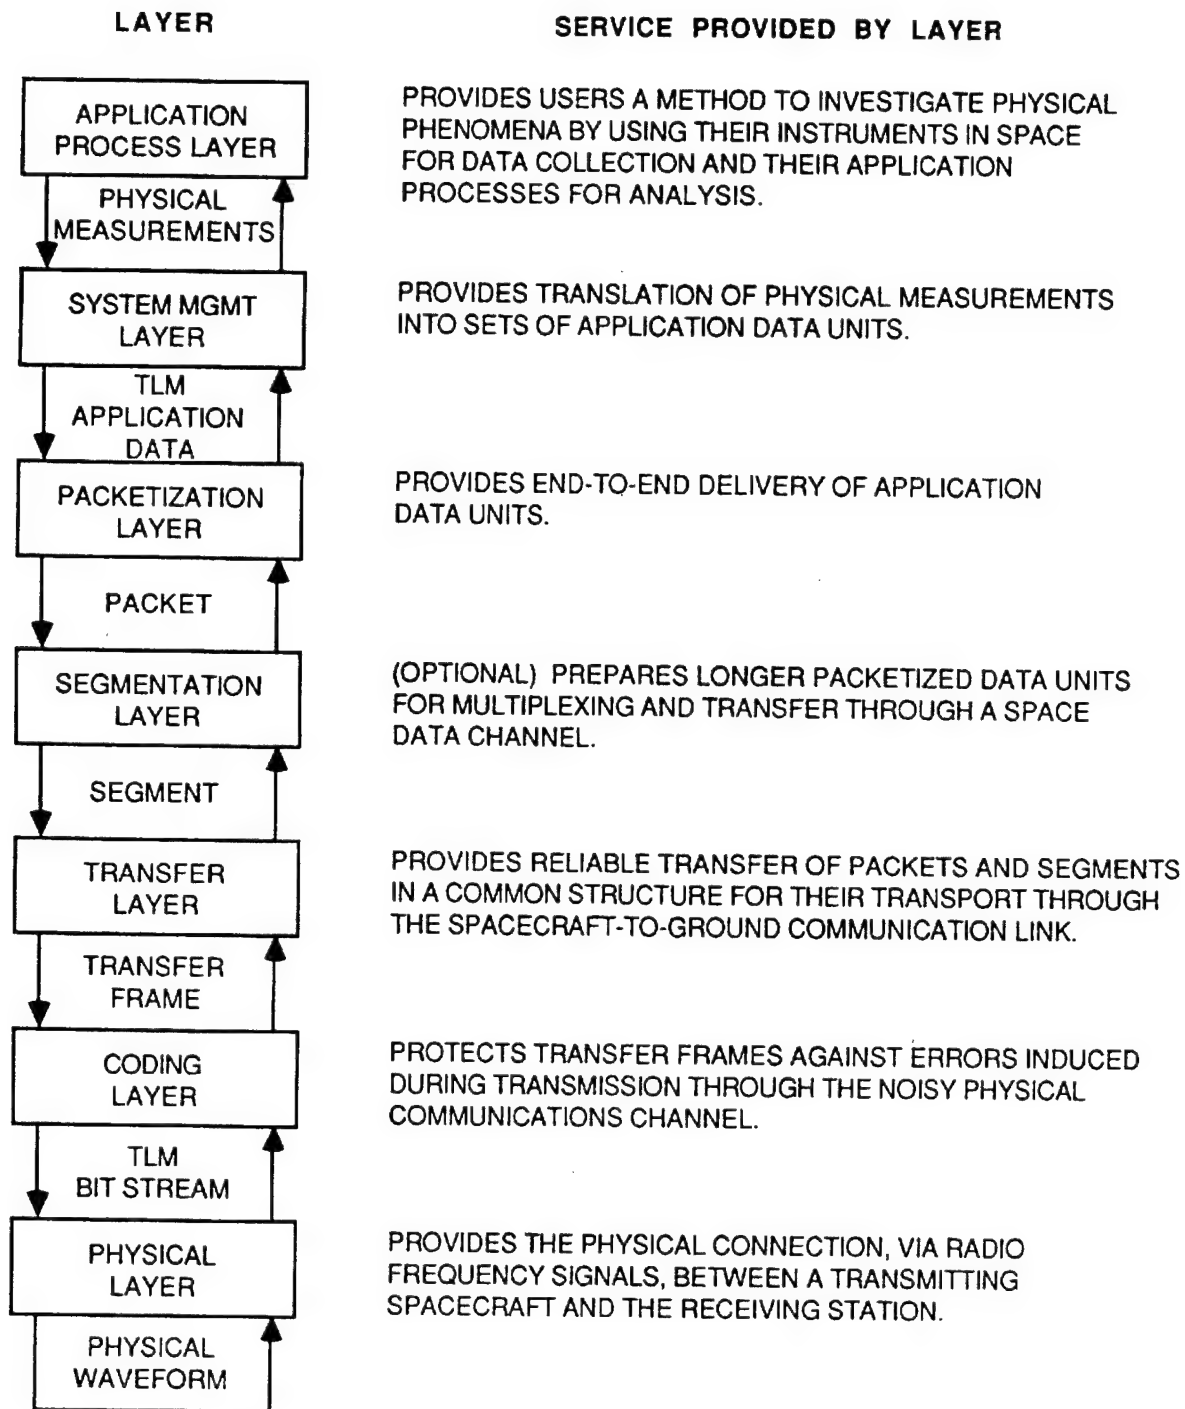 LAYER
SERVICE PROVIDED BY LAYER
APPLICATION
PROCESS LAYER
PROVIDES USERS A METHOD TO INVESTIGATE PHYSICAL
PHENOMENA BY USING THEIR INSTRUMENTS IN SPACE
FOR DATA COLLECTION AND THEIR APPLICATION
PROCESSES FOR ANALYSIS.
PHYSICAL
MEASUREMENTS
SYSTEM MGMT
LAYER
PROVIDES TRANSLATION OF PHYSICAL MEASUREMENTS
INTO SETS OF APPLICATION DATA UNITS.
TLM
APPLICATION
DATA
PACKETIZATION
LAYER
PROVIDES END-TO-END DELIVERY OF APPLICATION
DATA UNITS.
PACKET
SEGMENTATION
LAYER
(OPTIONAL) PREPARES LONGER PACKETIZED DATA UNITS
FOR MULTIPLEXING AND TRANSFER THROUGH A SPACE
DATA CHANNEL.
SEGMENT
TRANSFER
LAYER
PROVIDES RELIABLE TRANSFER OF PACKETS AND SEGMENTS
IN A COMMON STRUCTURE FOR THEIR TRANSPORT THROUGH
THE SPACECRAFT-TO-GROUND COMMUNICATION LINK.
TRANSFER
FRAME
CODING
LAYER
PROTECTS TRANSFER FRAMES AGAINST ERRORS INDUCED
DURING TRANSMISSION THROUGH THE NOISY PHYSICAL
COMMUNICATIONS CHANNEL.
TLM
BIT STREAM
PHYSICAL
LAYER
PROVIDES THE PHYSICAL CONNECTION, VIA RADIO
FREQUENCY SIGNALS, BETWEEN A TRANSMITTING
SPACECRAFT AND THE RECEIVING STATION.
PHYSICAL
WAVEFORM